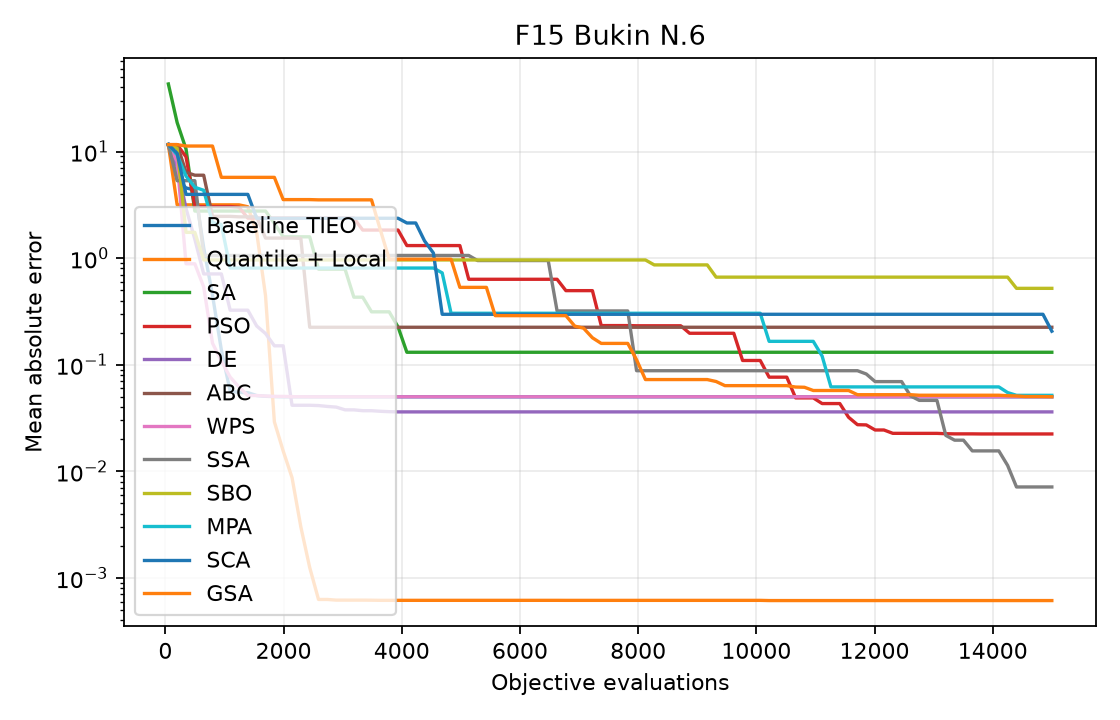 F15 Bukin N.6
Mean absolute error
10¹
10⁰
10⁻¹
10⁻²
10⁻³
Baseline TIEO
Quantile + Local
SA
PSO
DE
ABC
WPS
SSA
SBO
MPA
SCA
GSA
0 2000 4000 6000 8000 10000 12000 14000
Objective evaluations